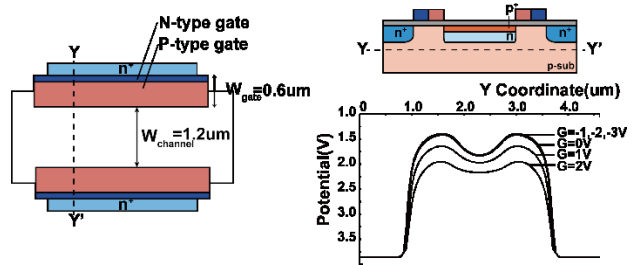 N-type gate
P-type gate
Y
n⁺
W_gate=0.6um
W_channel=1.2um
n⁺
Y'
p⁺
n⁺
n⁺
n
Y
Y'
p-sub
Y Coordinate(um)
0.0
1.0
2.0
3.0
4.0
1.0
1.5
2.0
2.5
3.0
3.5
Potential(V)
G=-1,-2,-3V
G=0V
G=1V
G=2V